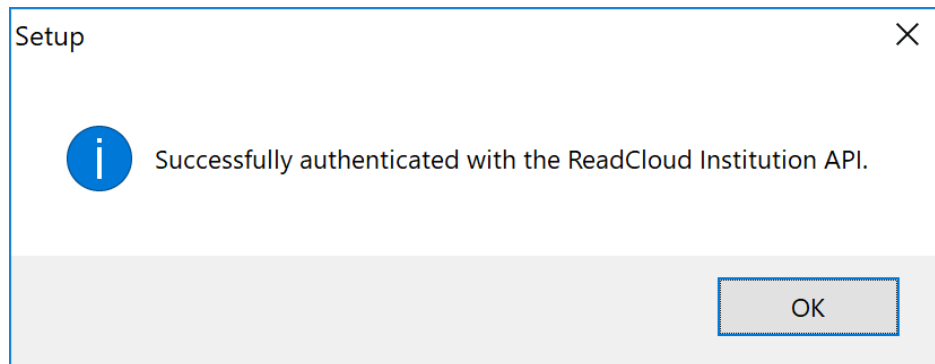 Setup
Successfully authenticated with the ReadCloud Institution API.
OK